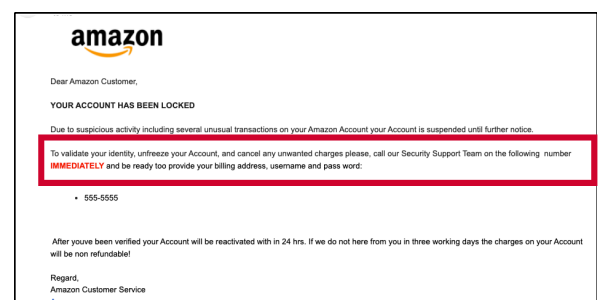 amazon
Dear Amazon Customer,
YOUR ACCOUNT HAS BEEN LOCKED
Due to suspicious activity including several unusual transactions on your Amazon Account your Account is suspended until further notice.
To validate your identity, unfreeze your Account, and cancel any unwanted charges please, call our Security Support Team on the following number
IMMEDIATELY and be ready too provide your billing address, username and pass word:
• 555-5555
After youve been verified your Account will be reactivated with in 24 hrs. If we do not here from you in three working days the charges on your Account
will be non refundable!
Regard,
Amazon Customer Service